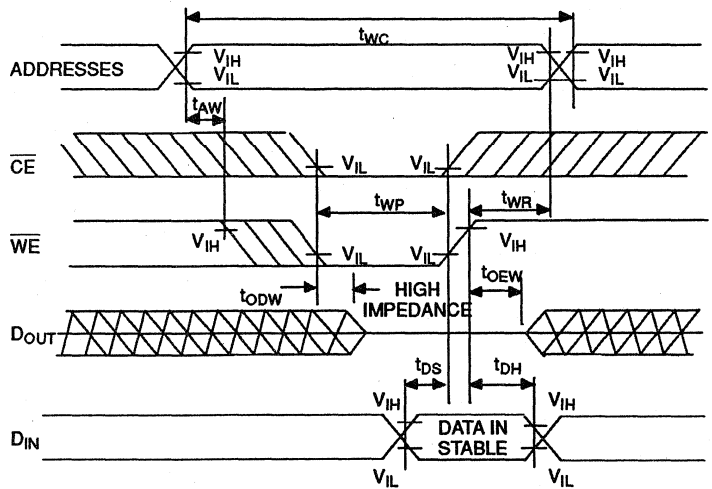 tWC
ADDRESSES
VIH
VIL
VIH
VIL
VIH
VIL
tAW
CE
VIL
VIL
tWP
tWR
WE
VIH
VIL
VIL
VIH
tODW
HIGH
IMPEDANCE
tOEW
DOUT
tDS
tDH
VIH
VIH
DIN
DATA IN
STABLE
VIL
VIL